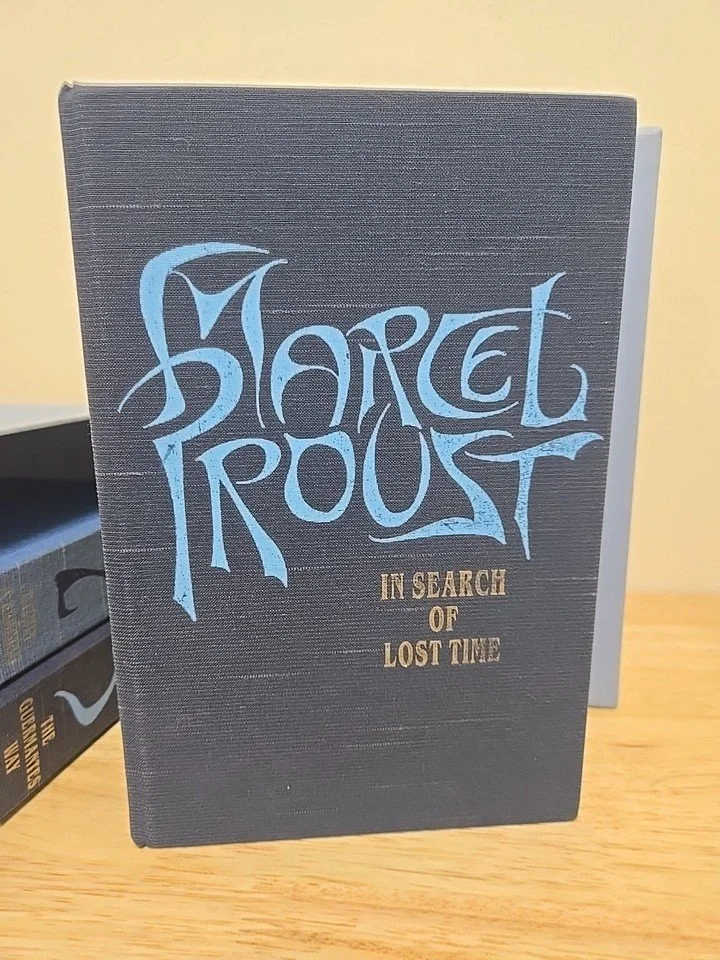 MARCEL
PROUST
IN SEARCH
OF
LOST TIME
THE
GUERMANTES
WAY